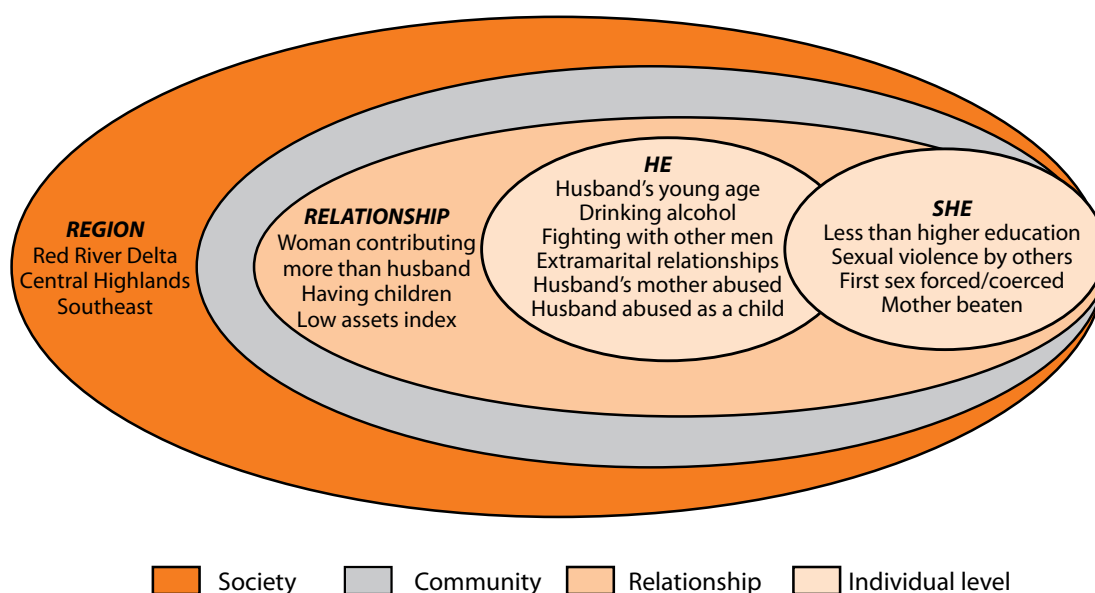 REGION
Red River Delta
Central Highlands
Southeast
RELATIONSHIP
Woman contributing
more than husband
Having children
Low assets index
HE
Husband’s young age
Drinking alcohol
Fighting with other men
Extramarital relationships
Husband’s mother abused
Husband abused as a child
SHE
Less than higher education
Sexual violence by others
First sex forced/coerced
Mother beaten
Society
Community
Relationship
Individual level